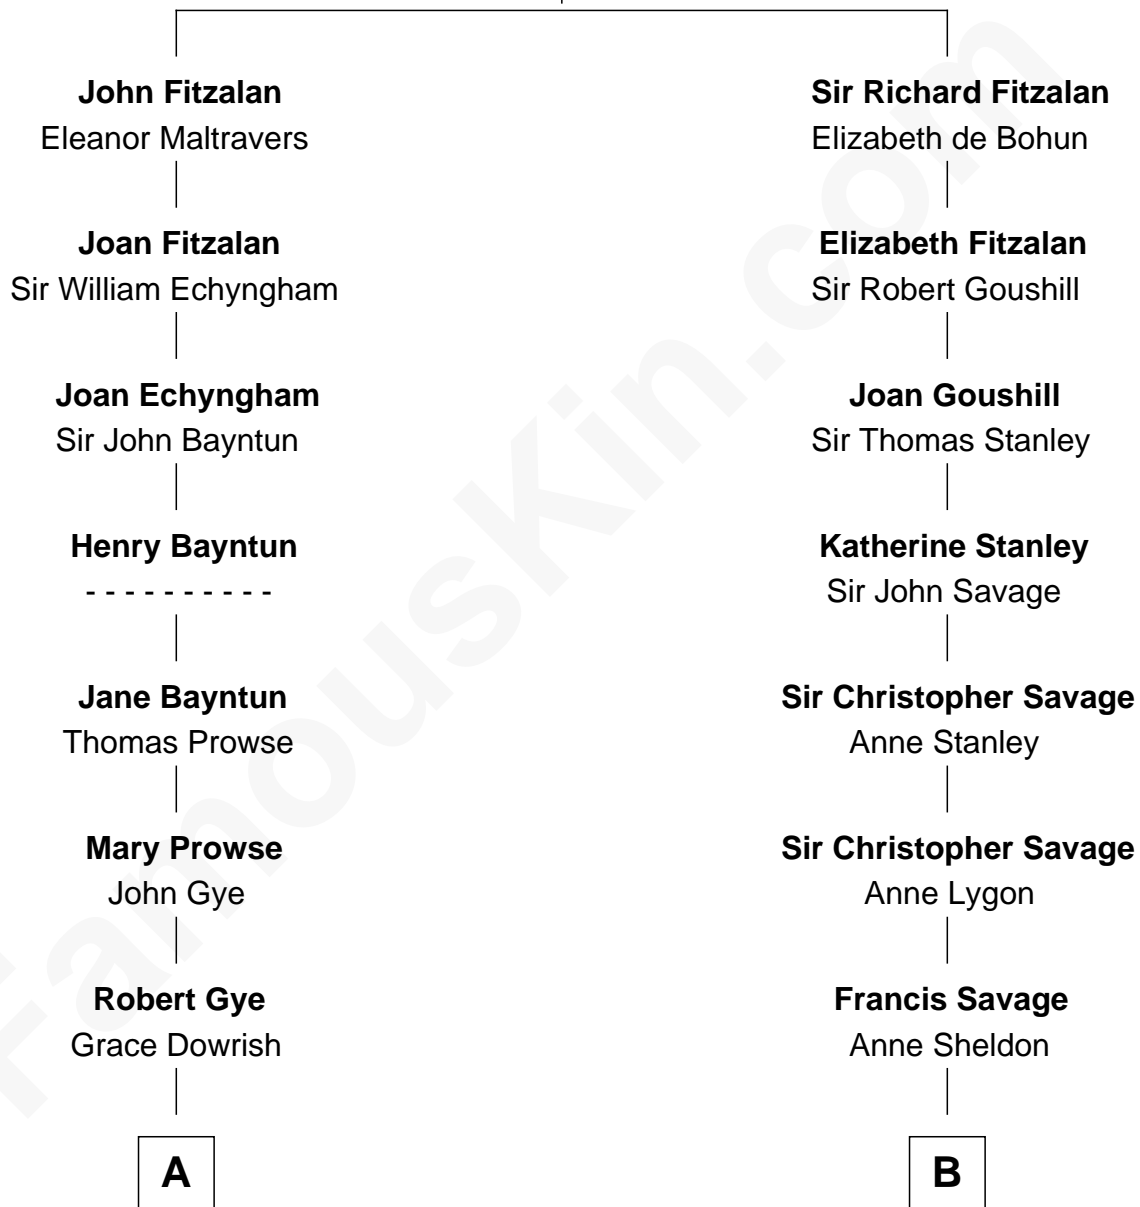 John Fitzalan
Eleanor Maltravers
Joan Fitzalan
Sir William Echyngham
Joan Echyngham
Sir John Bayntun
Henry Bayntun
- - - - - - - - - -
Jane Bayntun
Thomas Prowse
Mary Prowse
John Gye
Robert Gye
Grace Dowrish
A
Sir Richard Fitzalan
Elizabeth de Bohun
Elizabeth Fitzalan
Sir Robert Goushill
Joan Goushill
Sir Thomas Stanley
Katherine Stanley
Sir John Savage
Sir Christopher Savage
Anne Stanley
Sir Christopher Savage
Anne Lygon
Francis Savage
Anne Sheldon
B
FamousKin.com